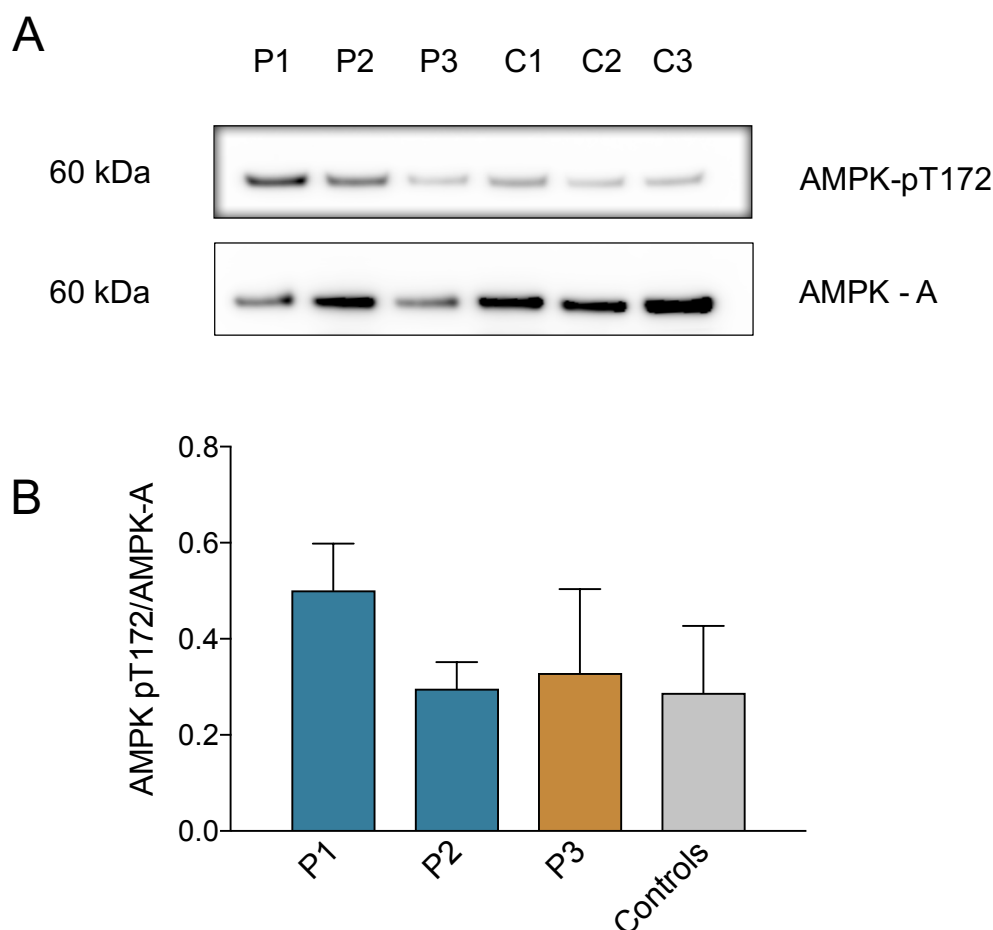 A
P1 P2 P3 C1 C2 C3
60 kDa AMPK-pT172
60 kDa AMPK - A
B
AMPK pT172/AMPK-A
0.8
0.6
0.4
0.2
0.0
P1 P2 P3 Controls